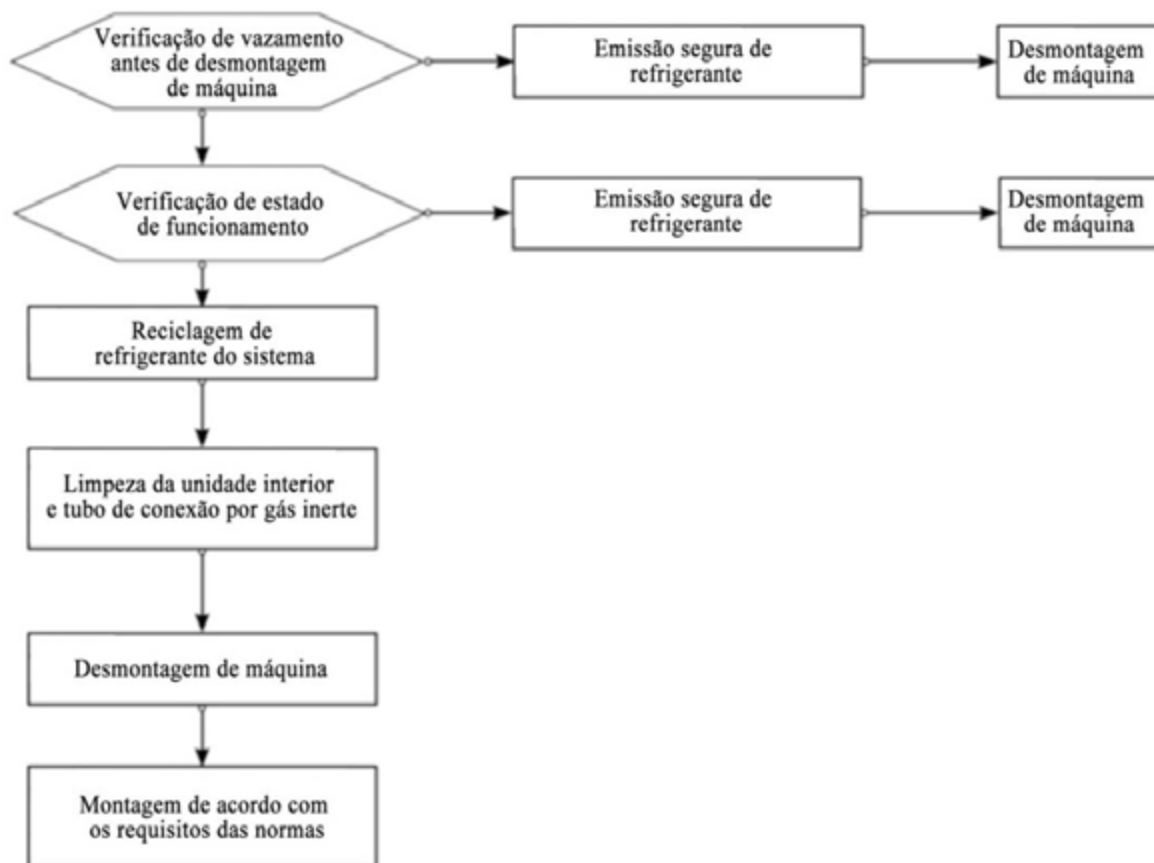 Verificação de vazamento
antes de desmontagem
de máquina
Emissão segura de
refrigerante
Desmontagem
de máquina
Verificação de estado
de funcionamento
Emissão segura de
refrigerante
Desmontagem
de máquina
Reciclagem de
refrigerante do sistema
Limpeza da unidade interior
e tubo de conexão por gás inerte
Desmontagem de máquina
Montagem de acordo com
os requisitos das normas